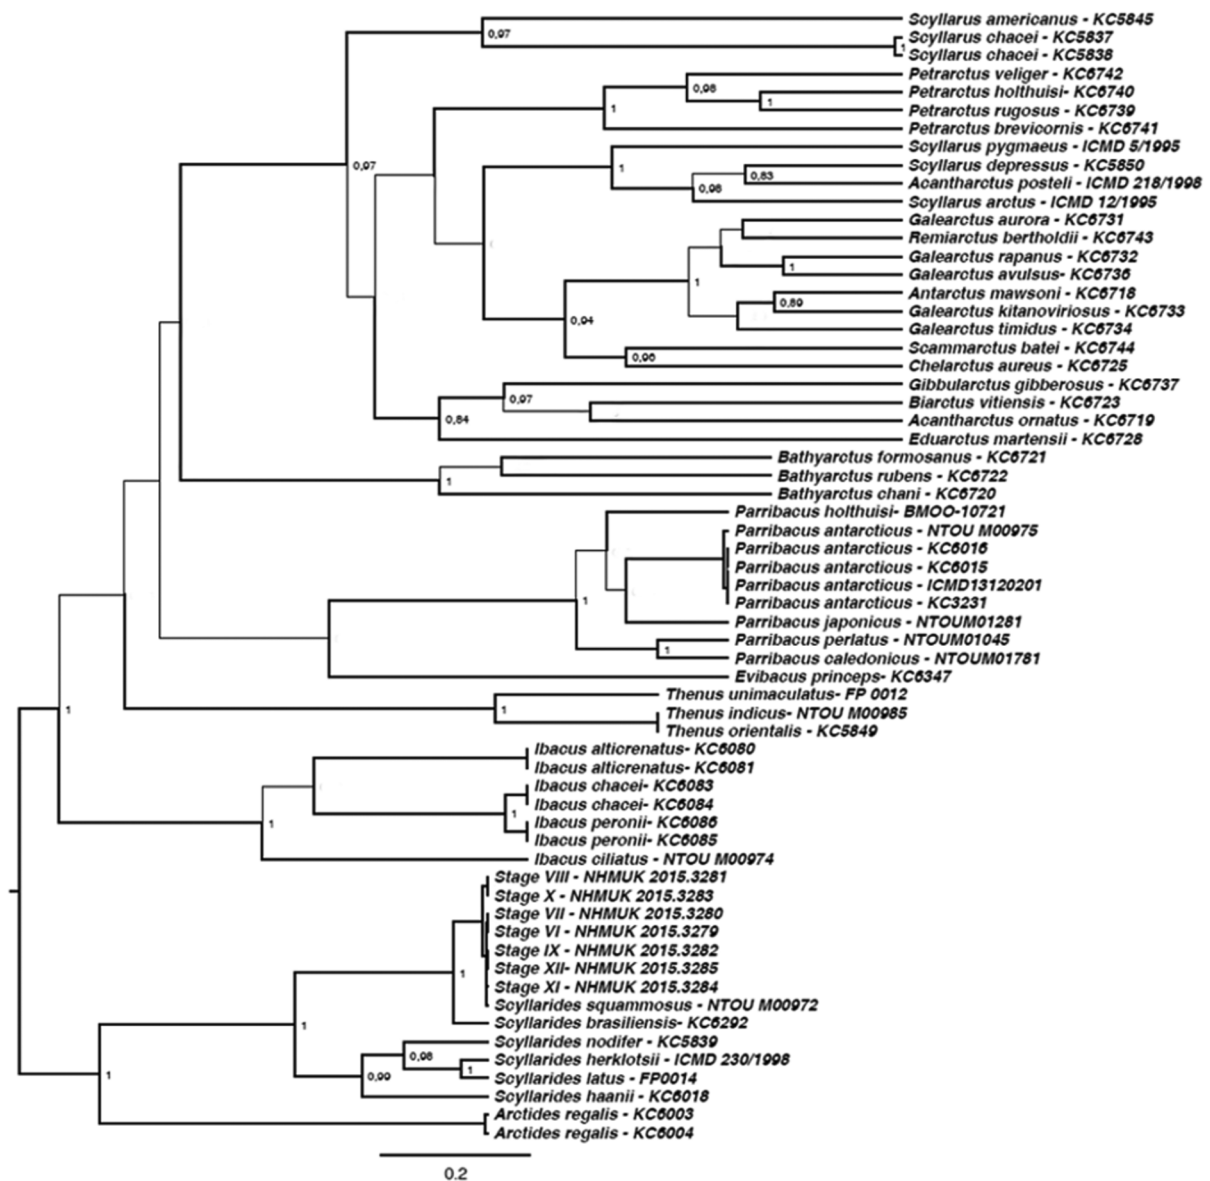 Scyllarus americanus - KC5845
0,97
Scyllarus chacei - KC5837
1
Scyllarus chacei - KC5838
Petrarctus veliger - KC6742
0,98
Petrarctus holthuisi- KC6740
1
1
Petrarctus rugosus - KC6739
Petrarctus brevicornis - KC6741
Scyllarus pygmaeus - ICMD 5/1995
0,97
1
Scyllarus depressus - KC5850
0,83
Acantharctus posteli - ICMD 218/1998
0,98
Scyllarus arctus - ICMD 12/1995
Galearctus aurora - KC6731
Remiarctus bertholdii - KC6743
Galearctus rapanus - KC6732
1
Galearctus avulsus- KC6736
1
Antarctus mawsoni - KC6718
0,89
Galearctus kitanoviriosus - KC6733
0,94
Galearctus timidus - KC6734
Scammarctus batei - KC6744
0,96
Chelarctus aureus - KC6725
Gibbularctus gibberosus - KC6737
0,97
Biarctus vitiensis - KC6723
0,84
Acantharctus ornatus - KC6719
Eduarctus martensii - KC6728
Bathyarctus formosanus - KC6721
Bathyarctus rubens - KC6722
1
Bathyarctus chani - KC6720
Parribacus holthuisi- BMOO-10721
Parribacus antarcticus - NTOU M00975
Parribacus antarcticus - KC6016
Parribacus antarcticus - KC6015
Parribacus antarcticus - ICMD13120201
1
Parribacus antarcticus - KC3231
Parribacus japonicus - NTOUM01281
Parribacus perlatus - NTOUM01045
1
Parribacus caledonicus - NTOUM01781
Evibacus princeps- KC6347
Thenus unimaculatus- FP 0012
1
1
Thenus indicus- NTOU M00985
Thenus orientalis - KC5849
Ibacus alticrenatus- KC6080
Ibacus alticrenatus- KC6081
Ibacus chacei- KC6083
Ibacus chacei- KC6084
1
1
Ibacus peronii- KC6086
Ibacus peronii- KC6085
Ibacus ciliatus - NTOU M00974
Stage VIII - NHMUK 2015.3281
Stage X - NHMUK 2015.3283
Stage VII - NHMUK 2015.3280
Stage VI - NHMUK 2015.3279
Stage IX - NHMUK 2015.3282
Stage XII- NHMUK 2015.3285
1
Stage XI - NHMUK 2015.3284
Scyllarides squammosus - NTOU M00972
Scyllarides brasiliensis- KC6292
1
Scyllarides nodifer - KC5839
0,98
Scyllarides herklotsii - ICMD 230/1998
1
1
0,99
Scyllarides latus - FP0014
Scyllarides haanii - KC6018
Arctides regalis - KC6003
Arctides regalis - KC6004
0.2